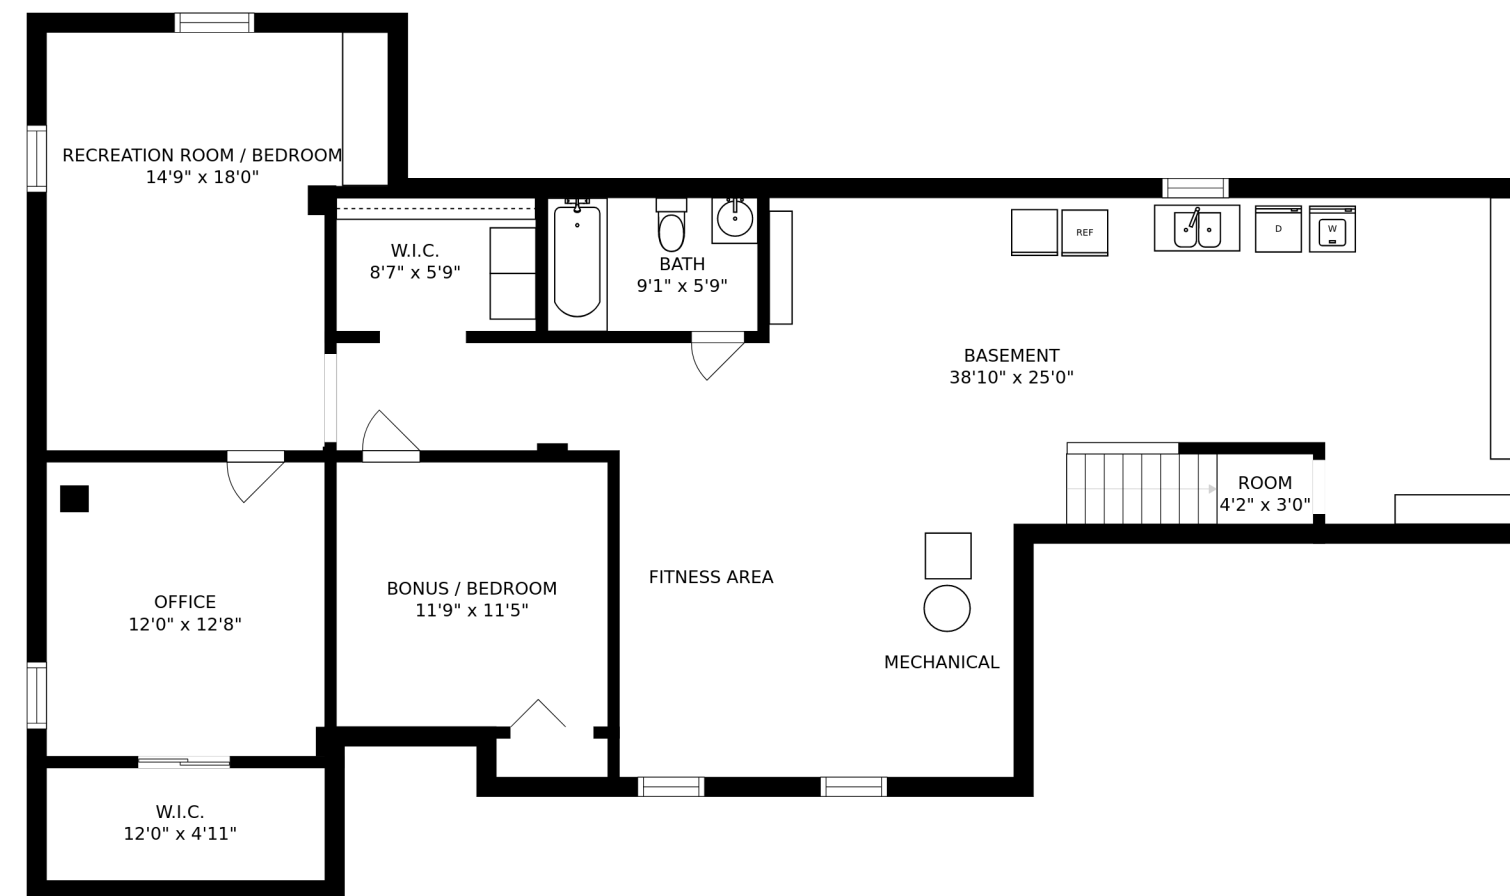 RECREATION ROOM / BEDROOM
14'9" x 18'0"
W.I.C.
8'7" x 5'9"
BATH
9'1" x 5'9"
REF
D
W
BASEMENT
38'10" x 25'0"
ROOM
4'2" x 3'0"
OFFICE
12'0" x 12'8"
BONUS / BEDROOM
11'9" x 11'5"
FITNESS AREA
MECHANICAL
W.I.C.
12'0" x 4'11"